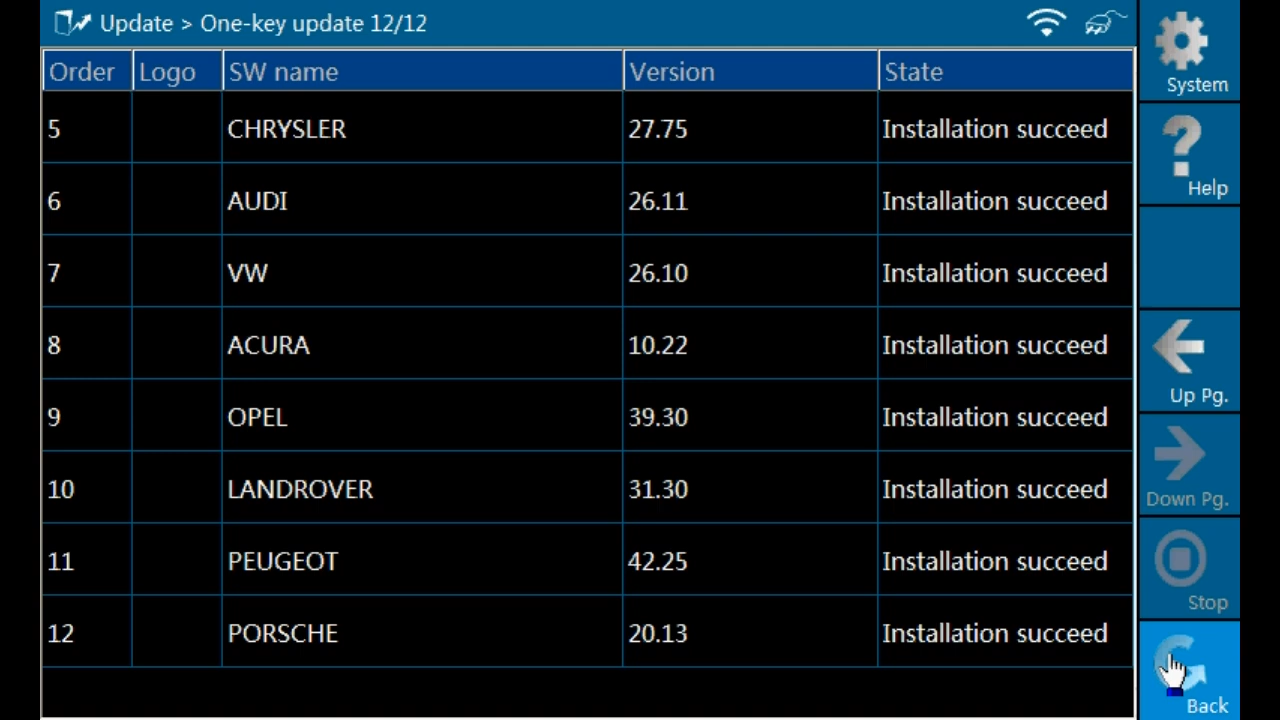 Update > One-key update 12/12
System
Order Logo SW name Version State
5 CHRYSLER 27.75 Installation succeed
6 AUDI 26.11 Installation succeed
7 VW 26.10 Installation succeed
8 ACURA 10.22 Installation succeed
9 OPEL 39.30 Installation succeed
10 LANDROVER 31.30 Installation succeed
11 PEUGEOT 42.25 Installation succeed
12 PORSCHE 20.13 Installation succeed
Help
Up Pg.
Down Pg.
Stop
Back